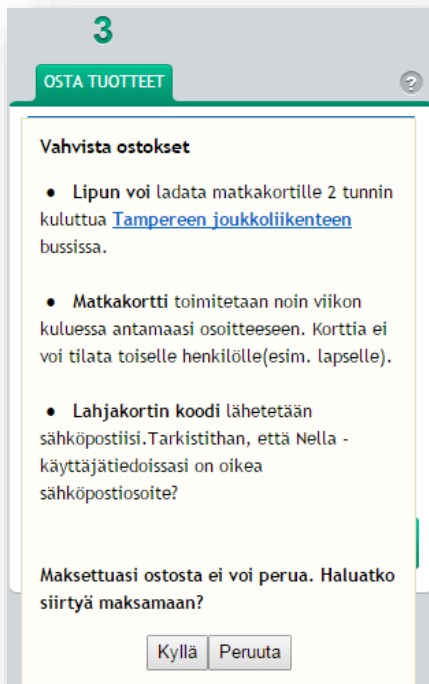 3
OSTA TUOTTEET
?
Vahvista ostokset
● Lipun voi ladata matkakortille 2 tunnin
kuluttua Tampereen joukkoliikenteen
bussissa.
● Matkakortti toimitetaan noin viikon
kuluessa antamaasi osoitteeseen. Korttia ei
voi tilata toiselle henkilölle(esim. lapselle).
● Lahjakortin koodi lähetetään
sähköpostiisi.Tarkistithan, että Nella -
käyttäjätiedoissasi on oikea
sähköpostiosoite?
Maksettuasi ostosta ei voi perua. Haluatko
siirtyä maksamaan?
Kyllä Peruuta